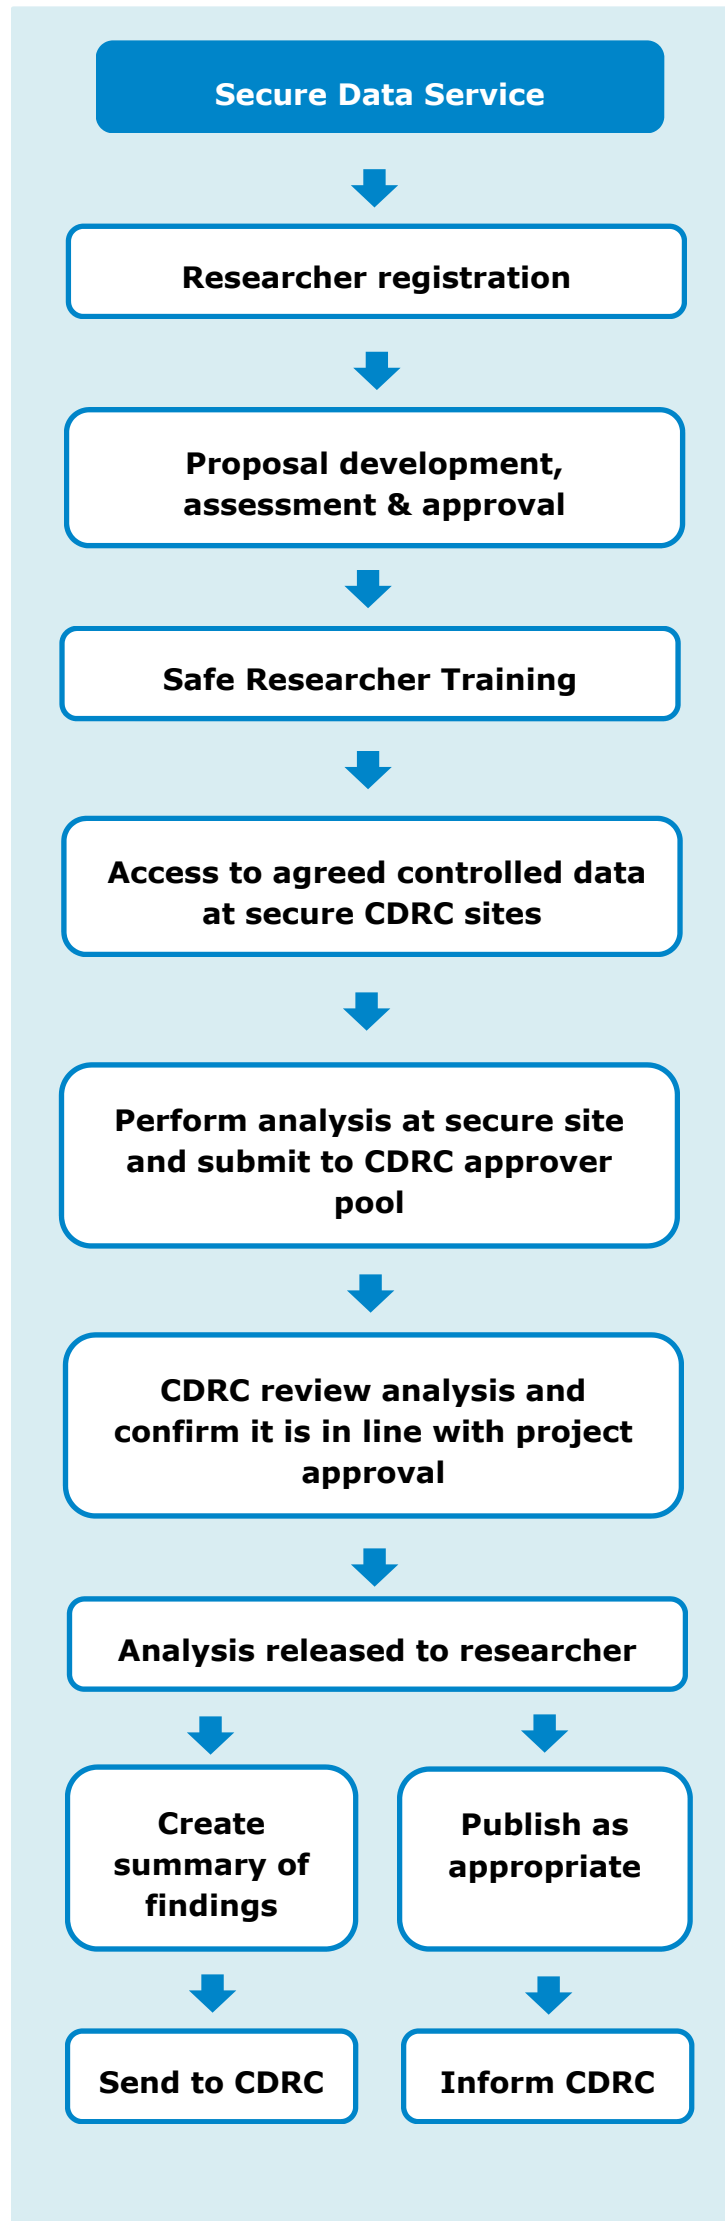 Secure Data Service
Researcher registration
Proposal development,
assessment & approval
Safe Researcher Training
Access to agreed controlled data
at secure CDRC sites
Perform analysis at secure site
and submit to CDRC approver
pool
CDRC review analysis and
confirm it is in line with project
approval
Analysis released to researcher
Create
summary of
findings
Publish as
appropriate
Send to CDRC
Inform CDRC